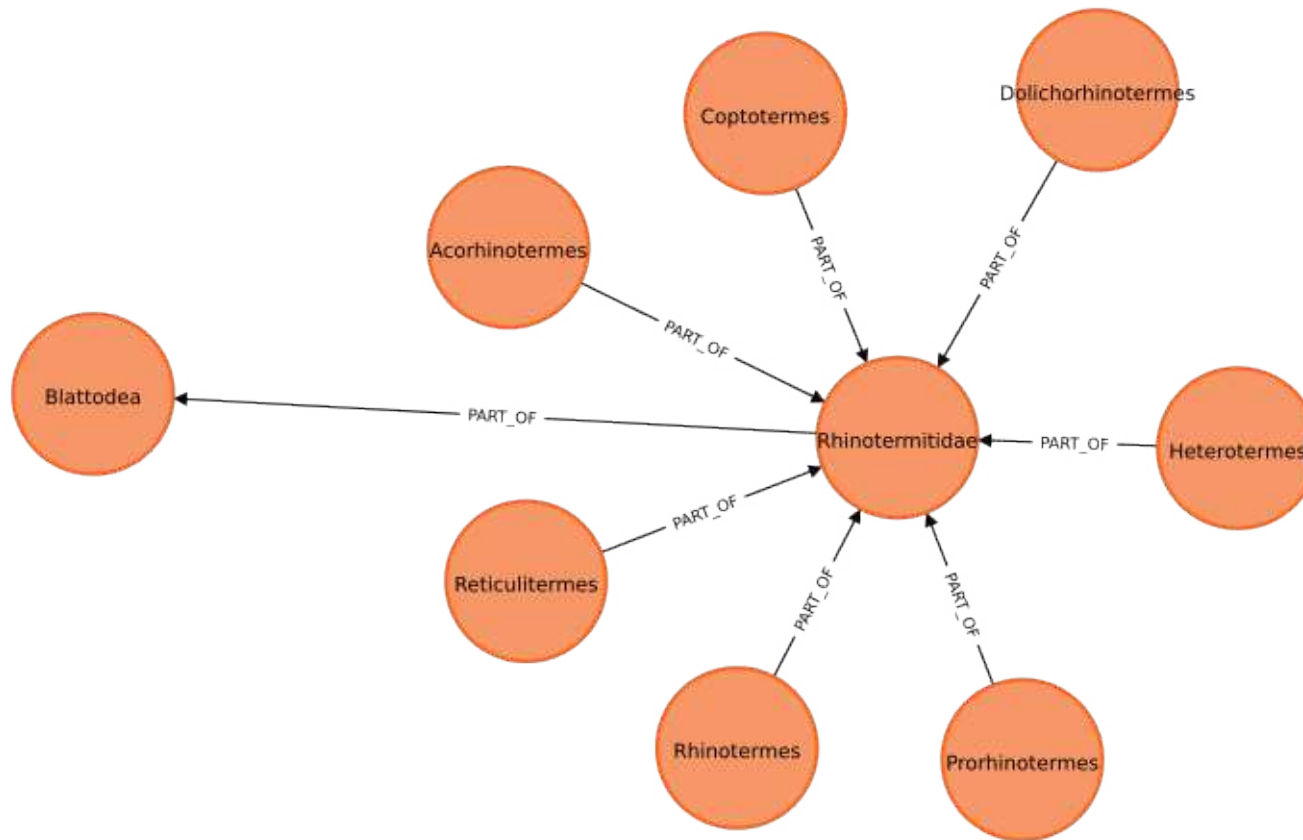 Dolichorhinotermes
Coptotermes
Acorhinotermes
PART_OF
PART_OF
PART_OF
Blattodea
PART_OF
Rhinotermitidae
PART_OF
Heterotermes
PART_OF
Reticulitermes
PART_OF
PART_OF
Rhinotermes
Prorhinotermes